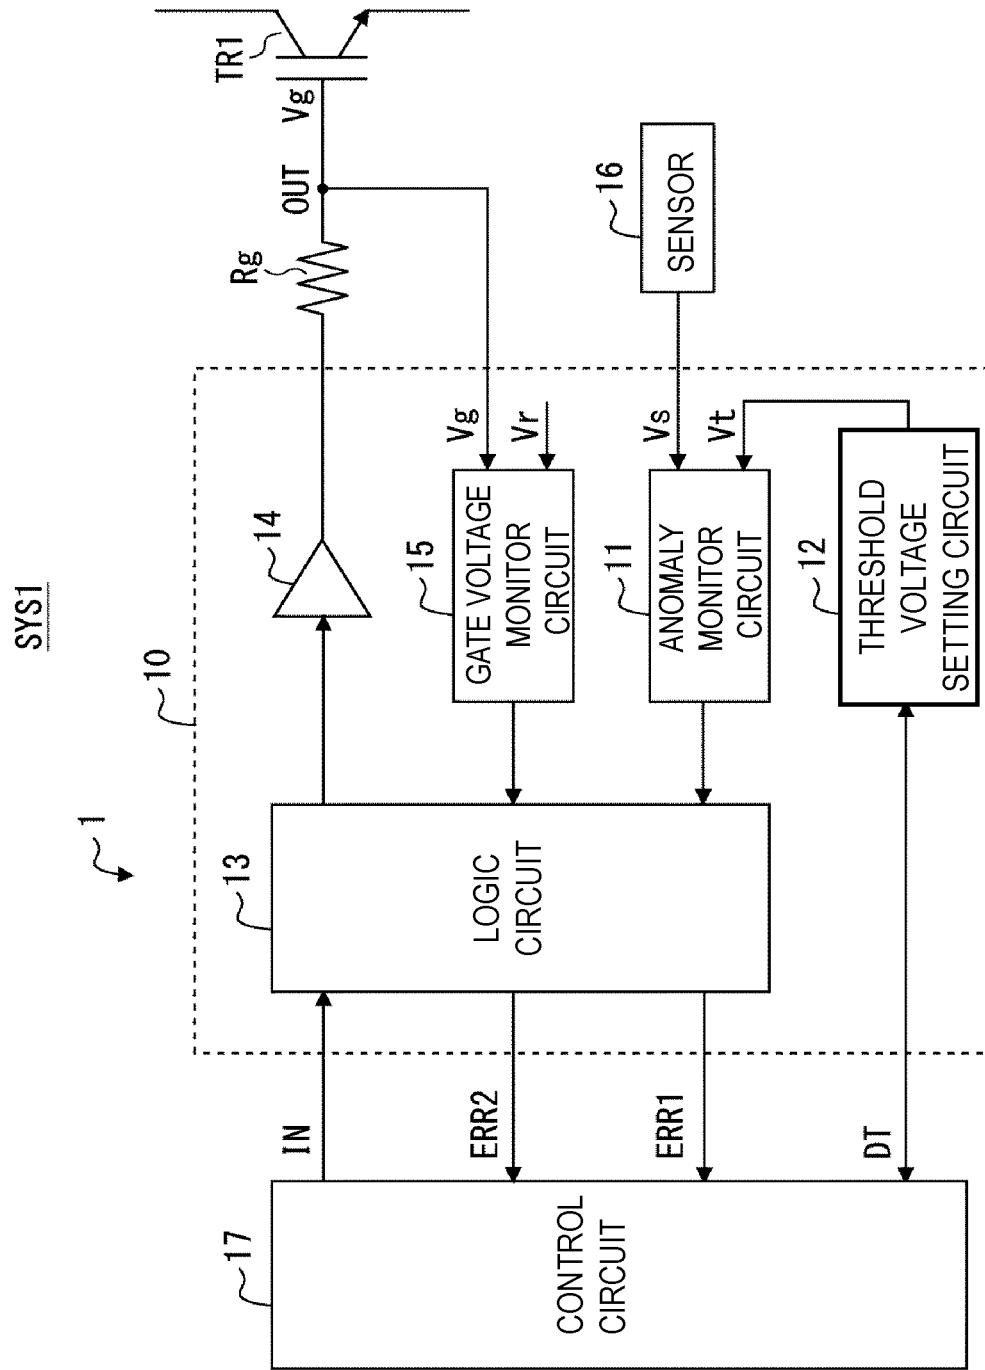 SYS1
1
10
17
CONTROL
CIRCUIT
IN
ERR2
ERR1
DT
13
LOGIC
CIRCUIT
14
15
GATE VOLTAGE
MONITOR
CIRCUIT
Vg
Vr
11
ANOMALY
MONITOR
CIRCUIT
Vs
Vt
12
THRESHOLD
VOLTAGE
SETTING CIRCUIT
Rg
OUT
Vg
TR1
16
SENSOR